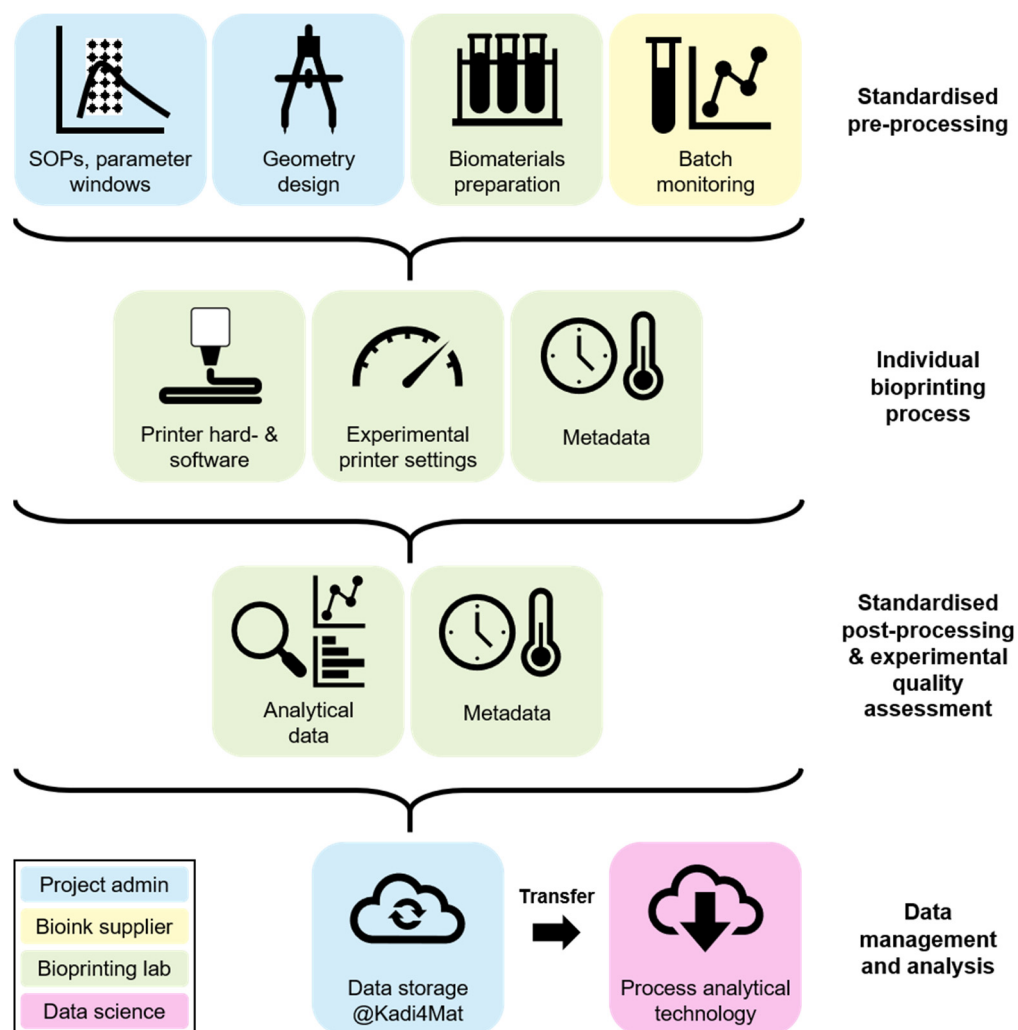 SOPs, parameter
windows
Geometry
design
Biomaterials
preparation
Batch
monitoring
Standardised
pre-processing
Printer hard- &
software
Experimental
printer settings
Metadata
Individual
bioprinting
process
Analytical
data
Metadata
Standardised
post-processing
& experimental
quality
assessment
Project admin
Bioink supplier
Bioprinting lab
Data science
Data storage
@Kadi4Mat
Transfer
Process analytical
technology
Data
management
and analysis